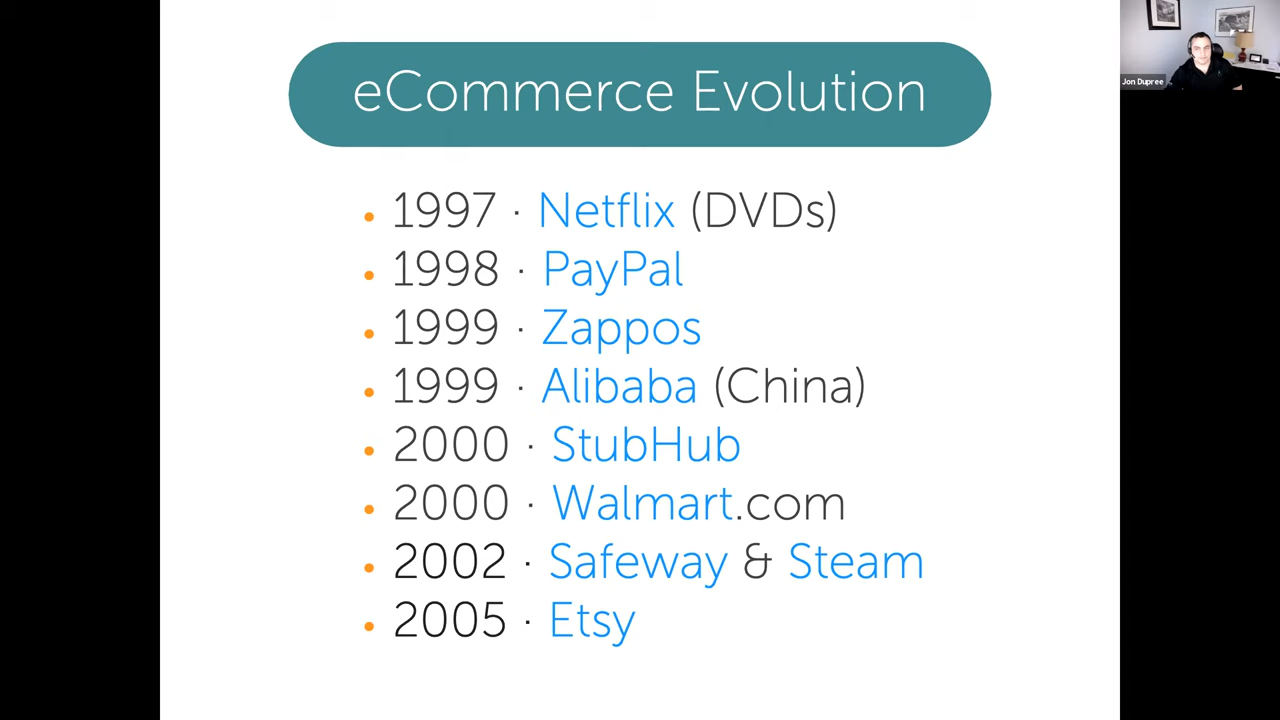 eCommerce Evolution
• 1997 · Netflix (DVDs)
• 1998 · PayPal
• 1999 · Zappos
• 1999 · Alibaba (China)
• 2000 · StubHub
• 2000 · Walmart.com
• 2002 · Safeway & Steam
• 2005 · Etsy
Jon Dupree